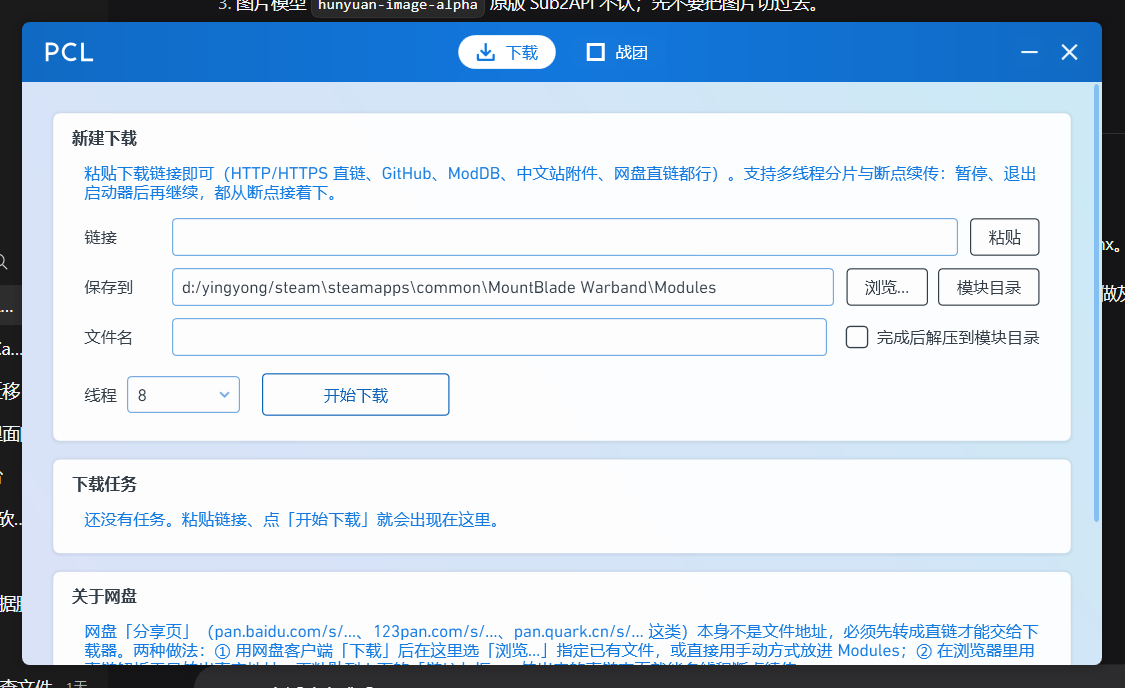 3. 图片模型 hunyuan-image-alpha 原版 Sub2API 不认；先不要把图片切过去。
PCL
下载
战团
新建下载
粘贴下载链接即可（HTTP/HTTPS 直链、GitHub、ModDB、中文站附件、网盘直链都行）。支持多线程分片与断点续传：暂停、退出
启动器后再继续，都从断点接着下。
链接
粘贴
保存到
d:/yingyong/steam\steamapps\common\MountBlade Warband\Modules
浏览...
模块目录
文件名
完成后解压到模块目录
线程
8
开始下载
下载任务
还没有任务。粘贴链接、点「开始下载」就会出现在这里。
关于网盘
网盘「分享页」（pan.baidu.com/s/...、123pan.com/s/...、pan.quark.cn/s/... 这类）本身不是文件地址，必须先转成直链才能交给下
载器。两种做法：① 用网盘客户端「下载」后在这里选「浏览...」指定已有文件，或直接用手动方式放进 Modules；② 在浏览器里用
查文件
1天